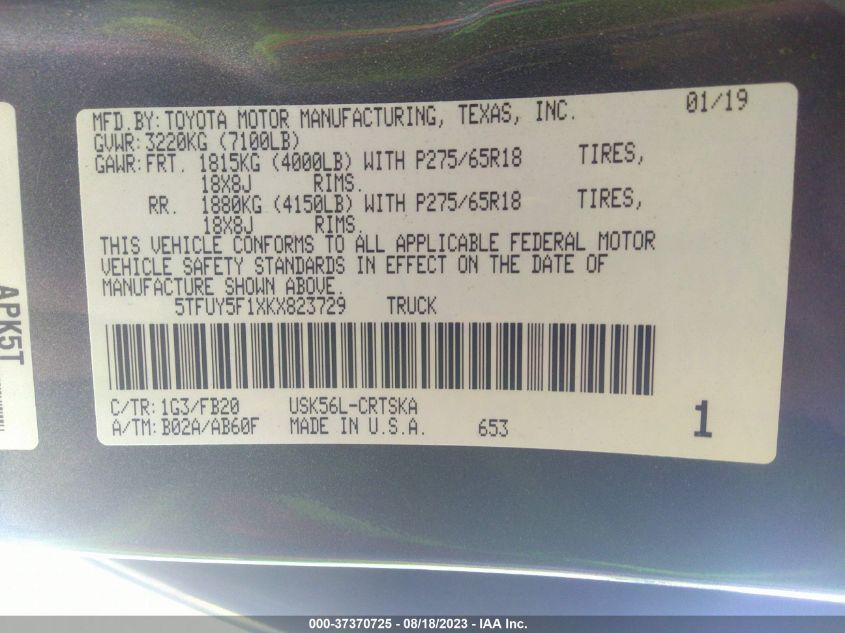 MFD.BY: TOYOTA MOTOR MANUFACTURING, TEXAS, INC. 01/19
GVWR: 3220KG (7100LB)
GAWR: FRT. 1815KG (4000LB) WITH P275/65R18 TIRES,
18X8J RIMS.
RR. 1880KG (4150LB) WITH P275/65R18 TIRES,
18X8J RIMS.
THIS VEHICLE CONFORMS TO ALL APPLICABLE FEDERAL MOTOR
VEHICLE SAFETY STANDARDS IN EFFECT ON THE DATE OF
MANUFACTURE SHOWN ABOVE.
5TFUY5F1XKX823729 TRUCK
C/TR: 1G3/FB20 USK56L-CRTSKA
A/TM: B02A/AB60F MADE IN U.S.A. 653
1
APK5T
000-37370725 - 08/18/2023 - IAA Inc.